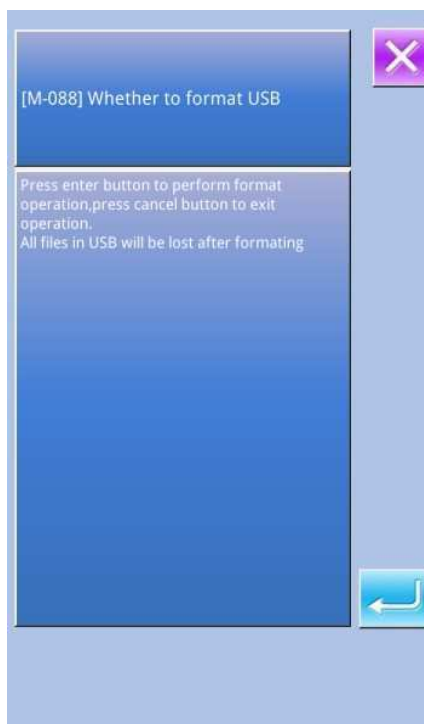 [M-088] Whether to format USB
Press enter button to perform format
operation,press cancel button to exit
operation.
All files in USB will be lost after formating